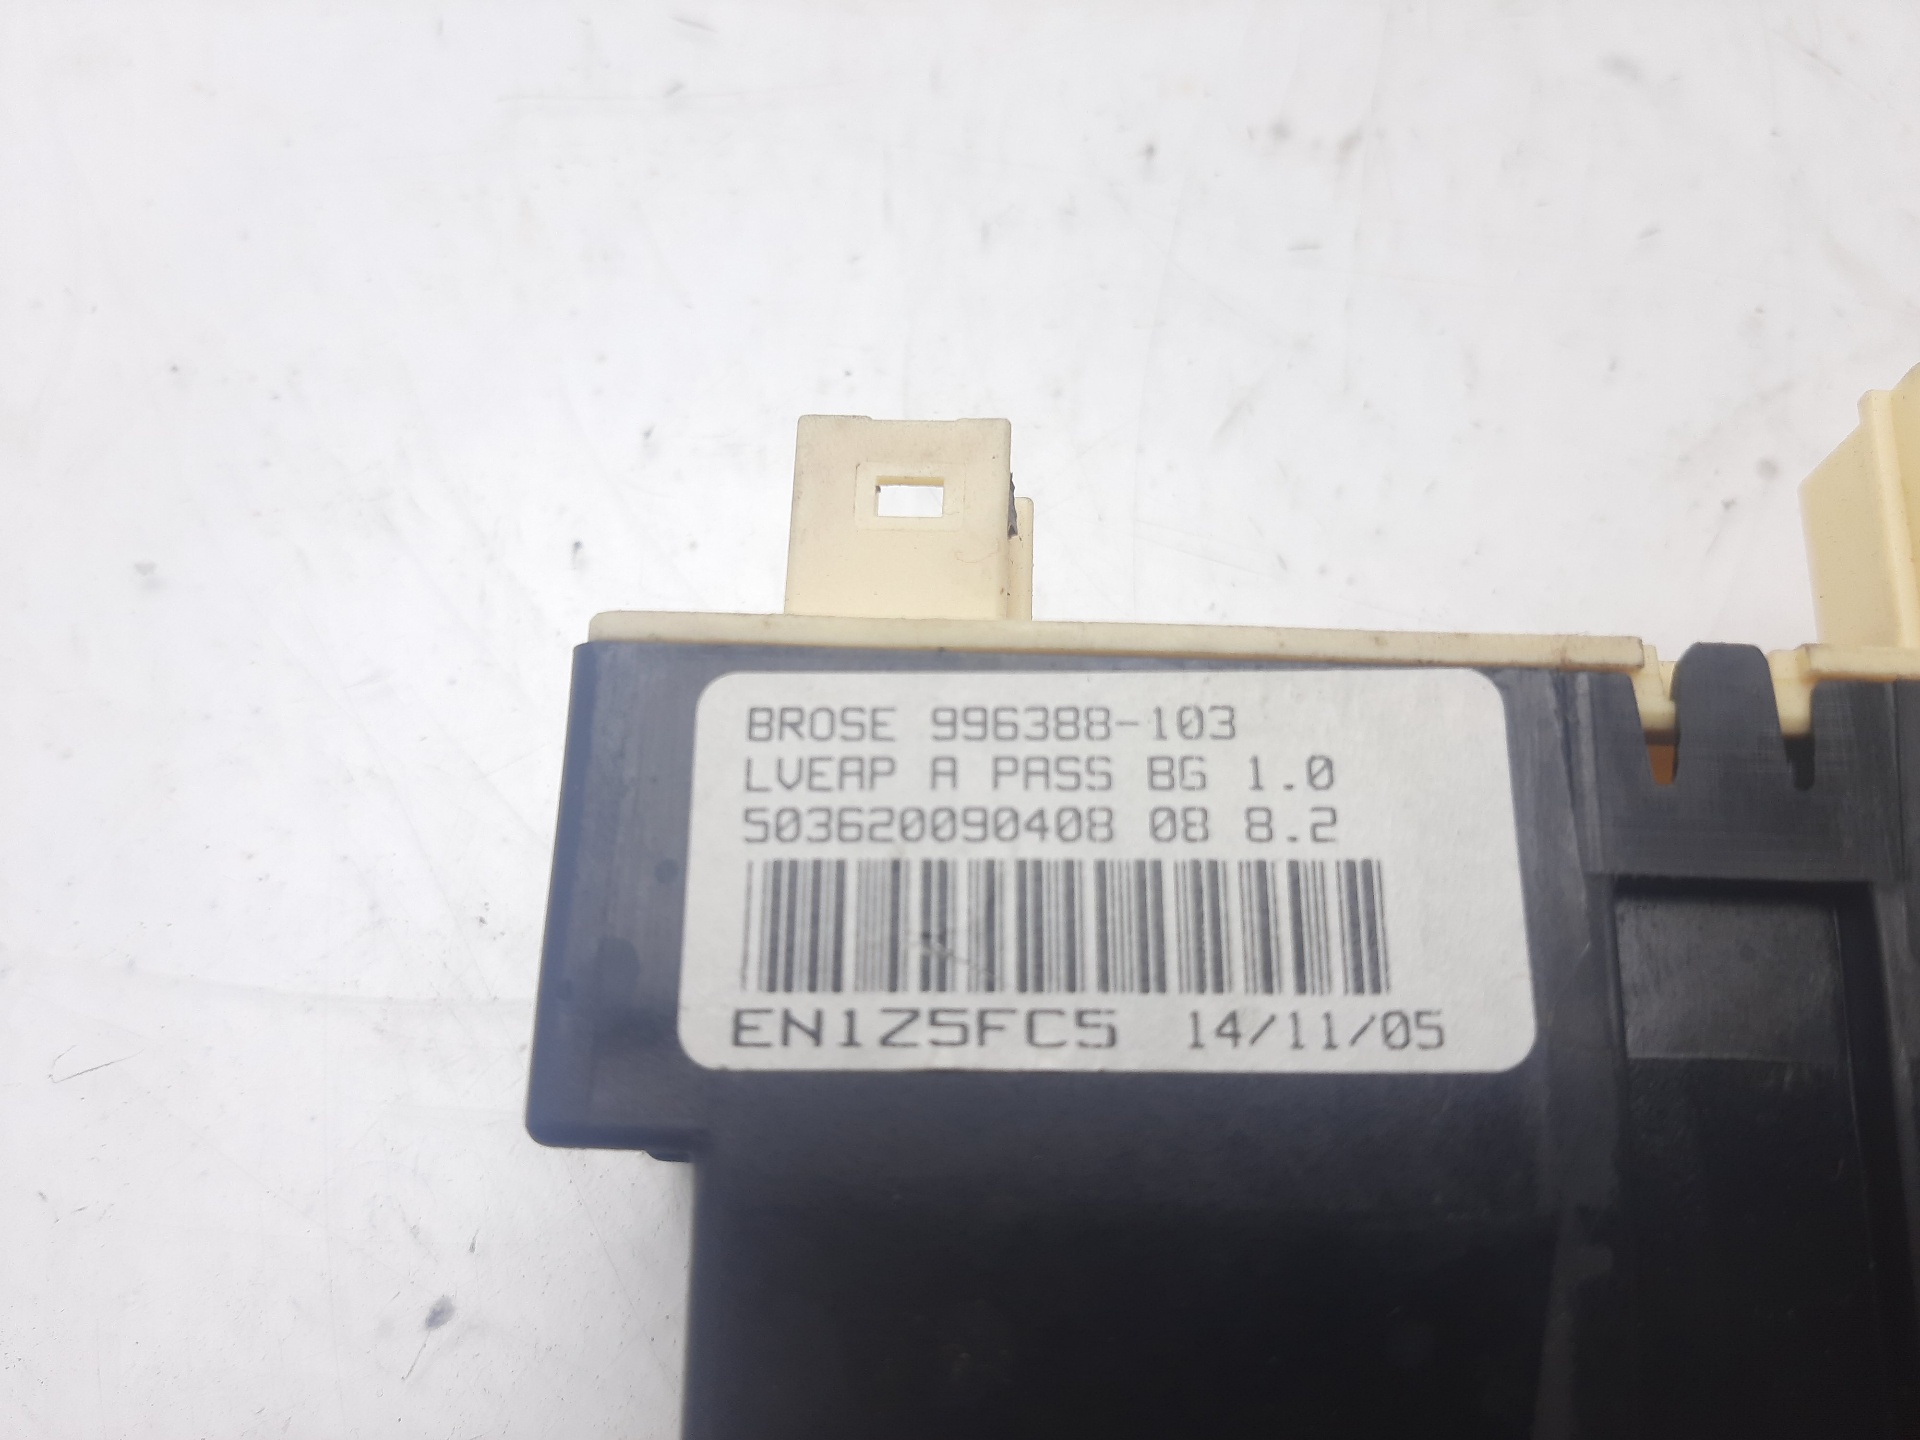 BROSE 996388-103
LVEAP A PASS BG 1.0
503620090408 08 8.2
EN1Z5FC5 14/11/05